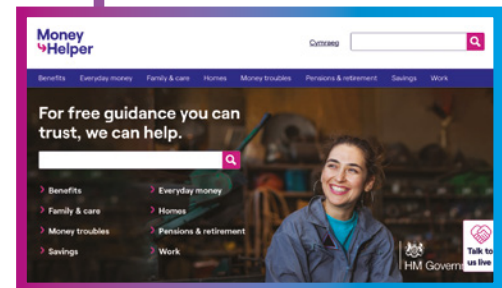 Money
Helper
Cymraeg
Benefits Everyday money Family & care Homes Money troubles Pensions & retirement Savings Work
For free guidance you can
trust, we can help.
Benefits
Everyday money
Family & care
Homes
Money troubles
Pensions & retirement
Savings
Work
HM Governm
Talk to
us live